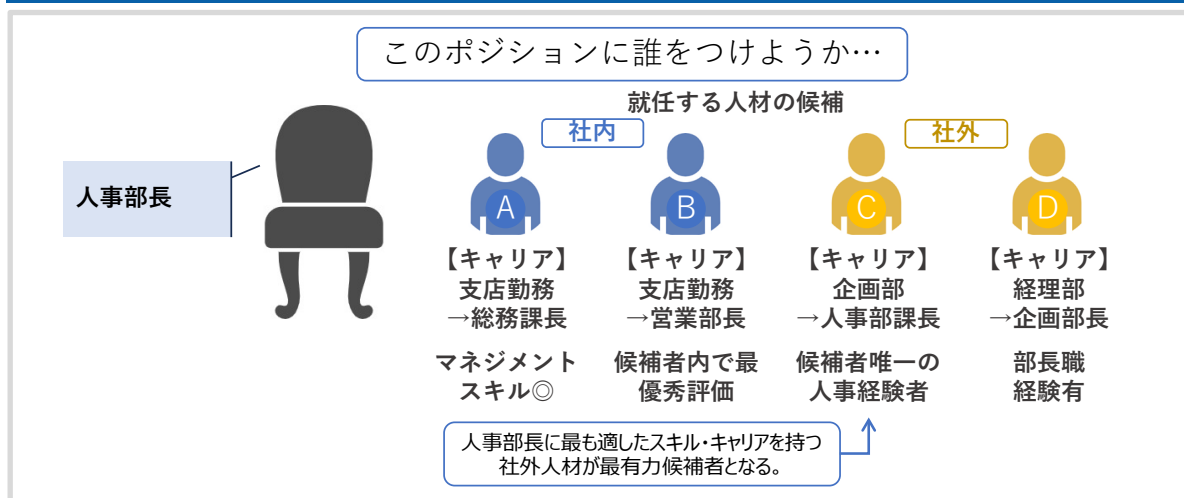 このポジションに誰をつけようか…
就任する人材の候補
社内
社外
人事部長
A
B
C
D
【キャリア】
支店勤務
→総務課長
マネジメント
スキル◎
【キャリア】
支店勤務
→営業部長
候補者内で最
優秀評価
【キャリア】
企画部
→人事部課長
候補者唯一の
人事経験者
【キャリア】
経理部
→企画部長
部長職
経験有
人事部長に最も適したスキル・キャリアを持つ
社外人材が最有力候補者となる。